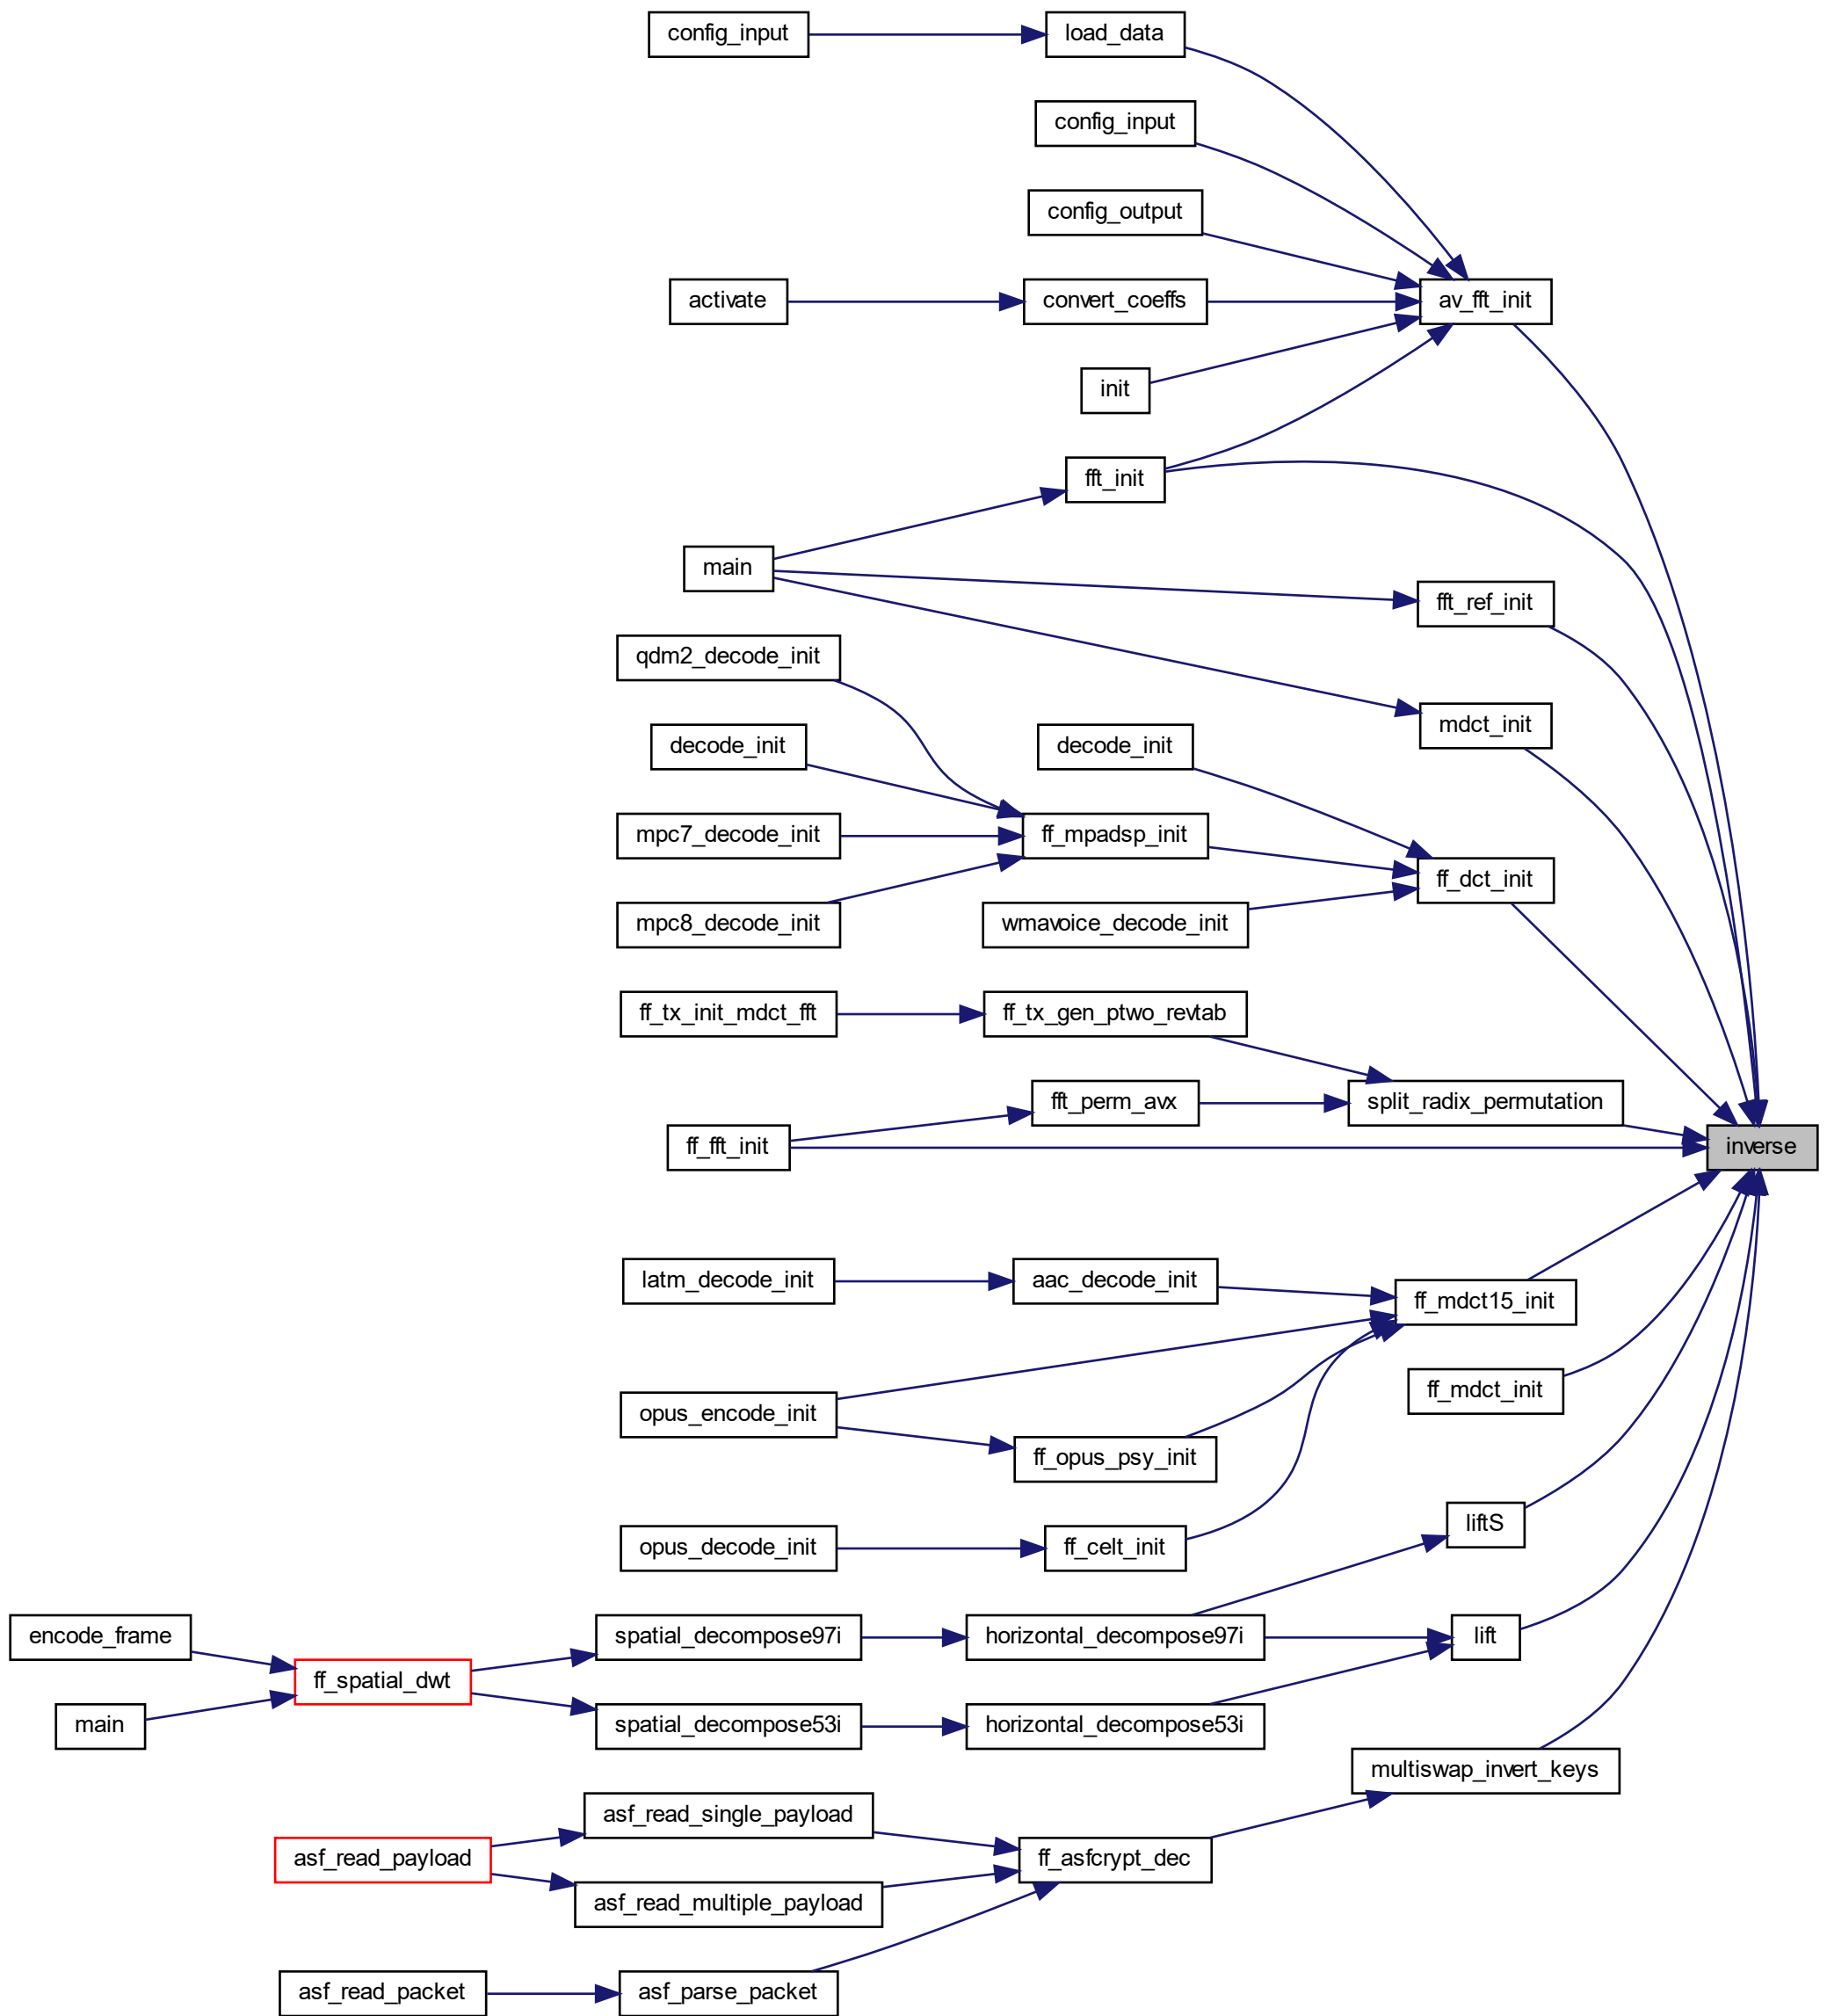 config_input
load_data
config_input
config_output
activate
convert_coeffs
av_fft_init
init
fft_init
main
fft_ref_init
qdm2_decode_init
mdct_init
decode_init
decode_init
mpc7_decode_init
ff_mpadsp_init
ff_dct_init
mpc8_decode_init
wmavoice_decode_init
ff_tx_init_mdct_fft
ff_tx_gen_ptwo_revtab
fft_perm_avx
split_radix_permutation
ff_fft_init
inverse
latm_decode_init
aac_decode_init
ff_mdct15_init
ff_mdct_init
opus_encode_init
ff_opus_psy_init
liftS
opus_decode_init
ff_celt_init
encode_frame
spatial_decompose97i
horizontal_decompose97i
lift
ff_spatial_dwt
main
spatial_decompose53i
horizontal_decompose53i
multiswap_invert_keys
asf_read_single_payload
asf_read_payload
ff_asfcrypt_dec
asf_read_multiple_payload
asf_read_packet
asf_parse_packet